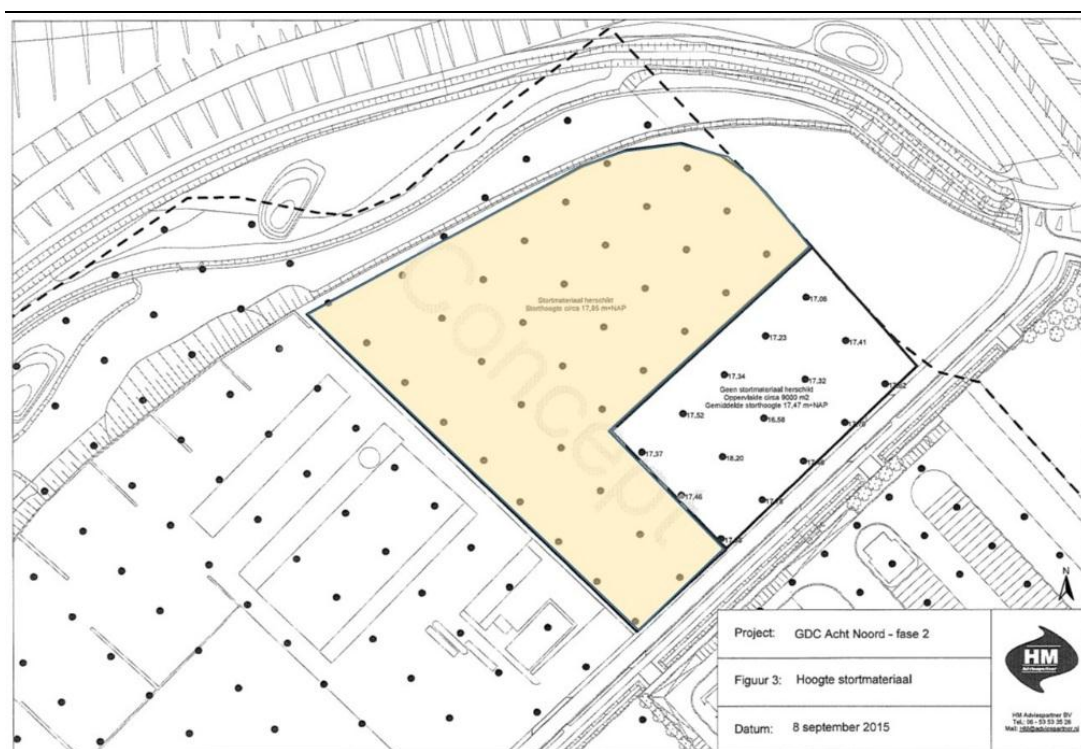 Concept
Stortmateriaal herschikt
Storthoogte circa 17,85 m+NAP
17,06
17,23
17,41
17,34
17,32
Geen stortmateriaal herschikt
Oppervlakte circa 9000 m2
Gemiddelde storthoogte 17,47 m+NAP
17,52
16,58
17,37
18,20
17,46
N
Project: GDC Acht Noord - fase 2
Figuur 3: Hoogte stortmateriaal
Datum: 8 september 2015
HM
HM Adviespartner BV